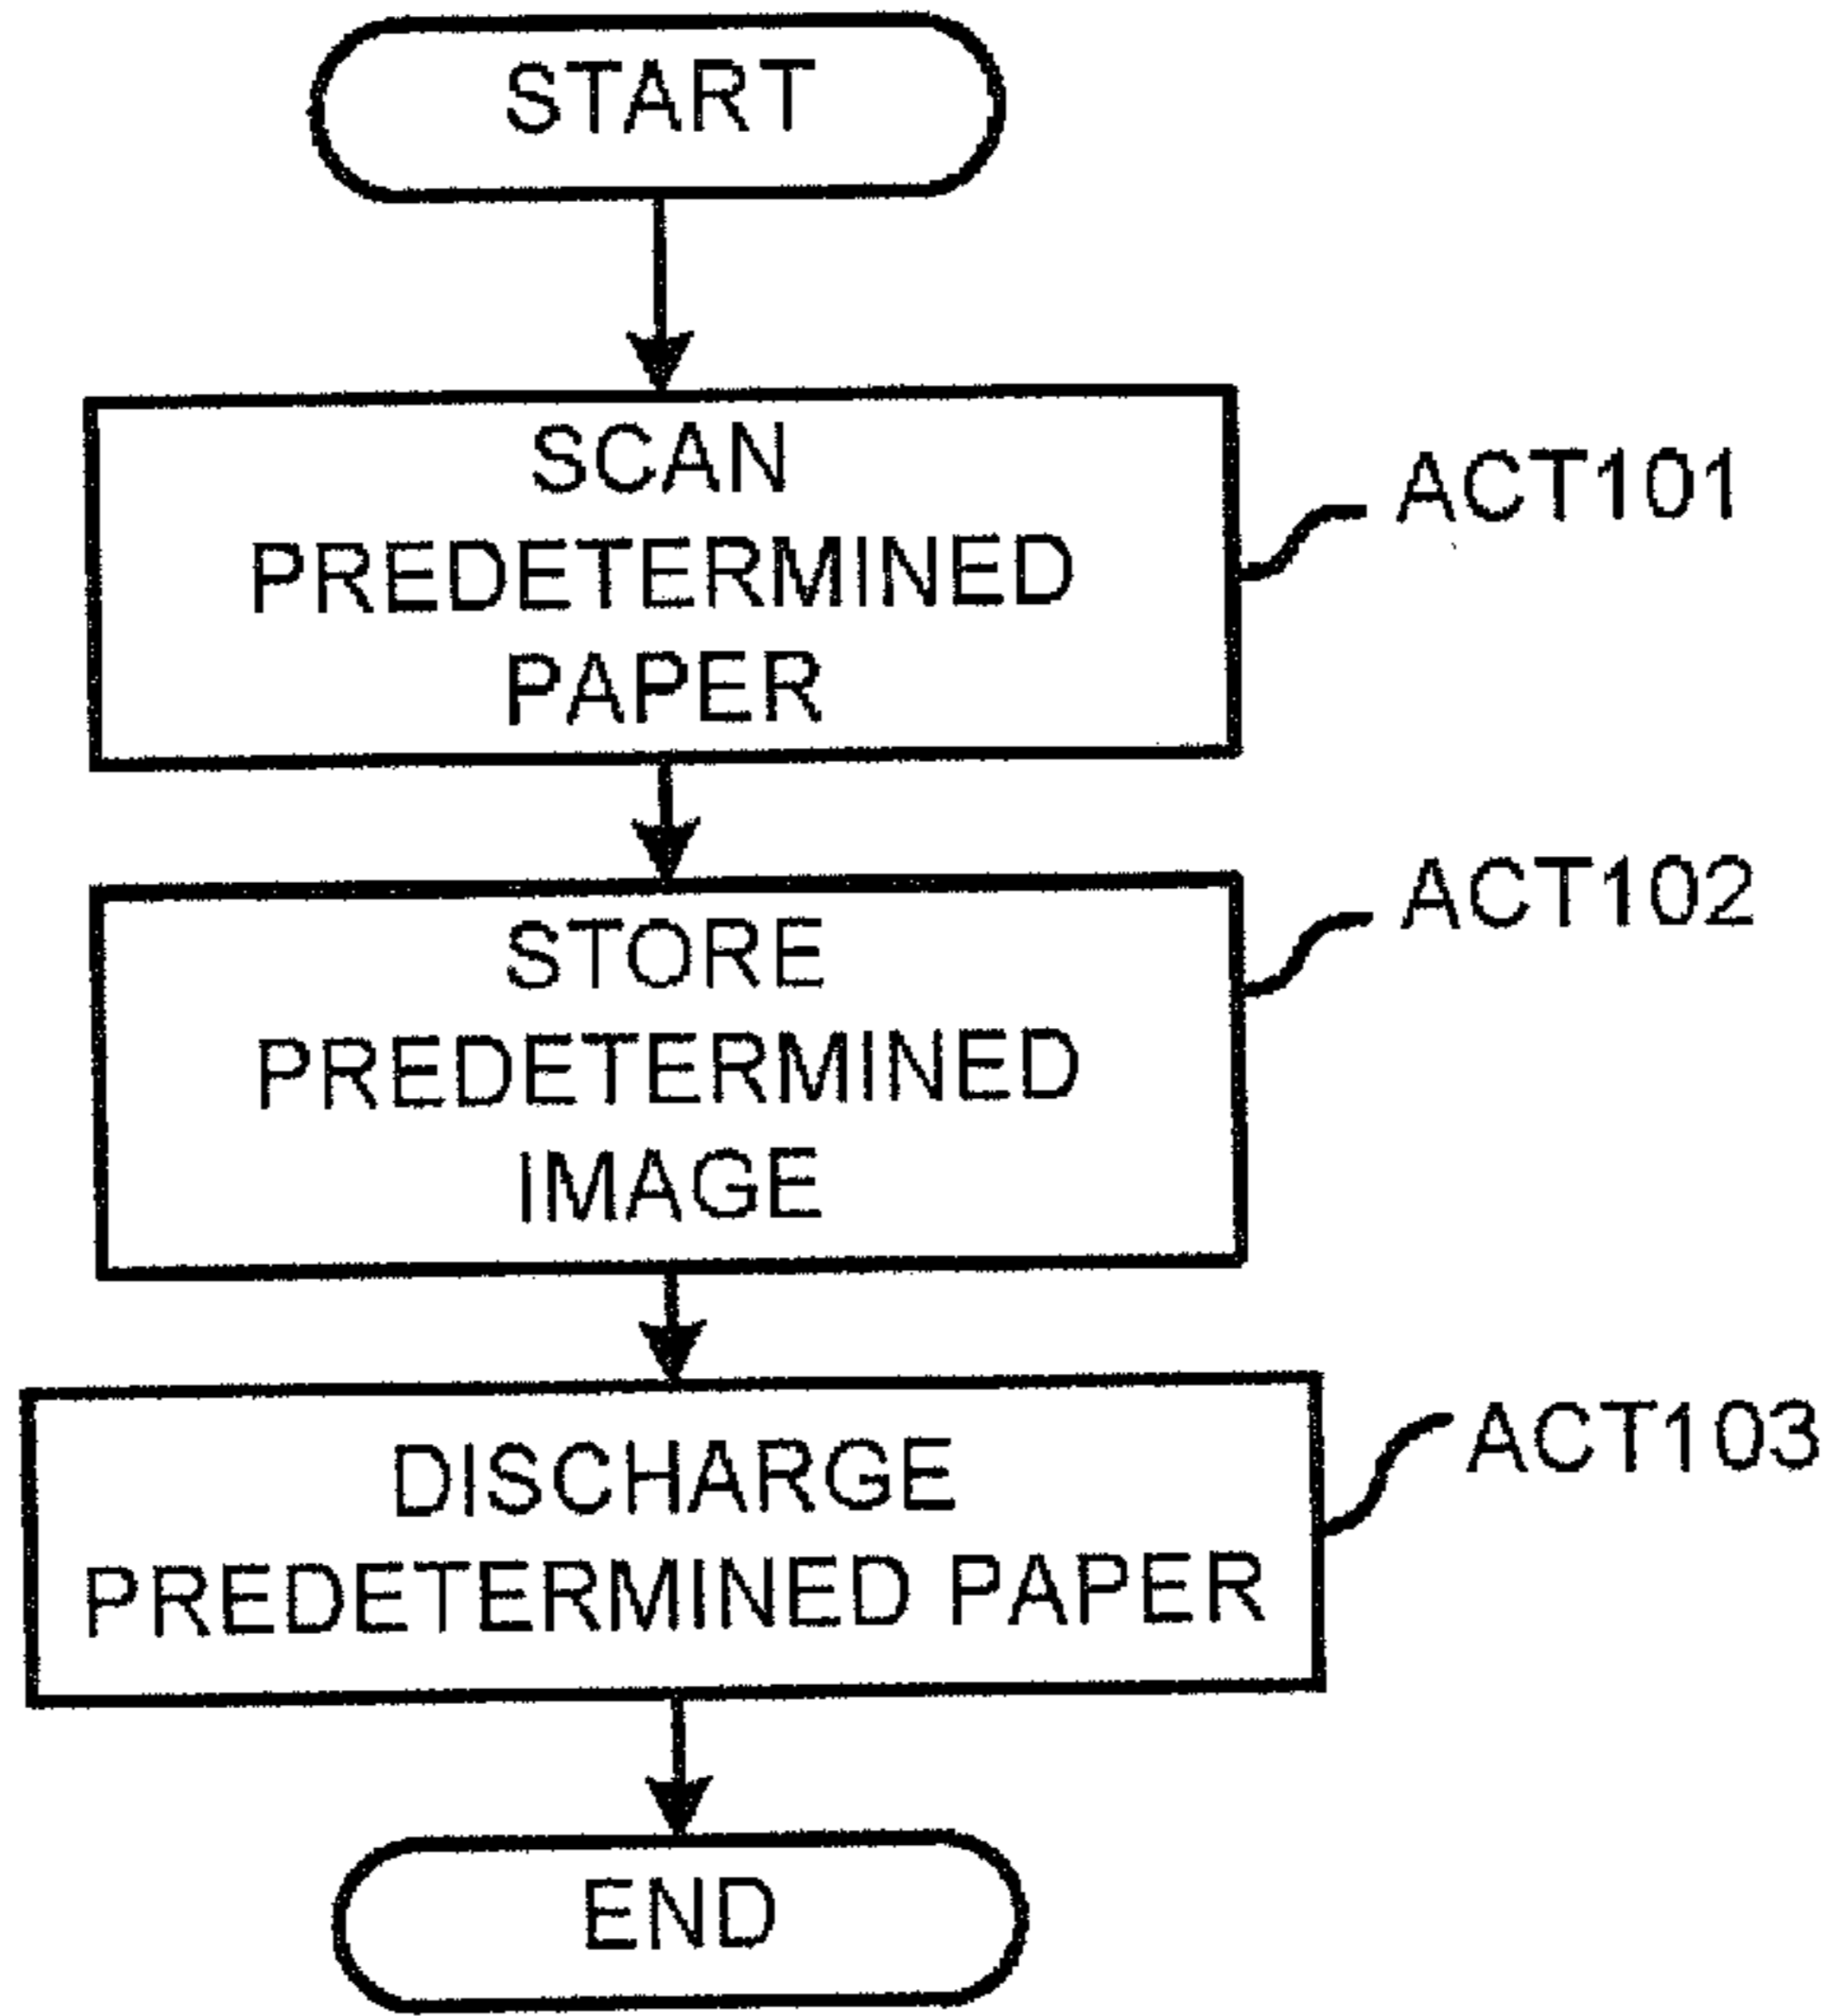 START
SCAN
PREDETERMINED
PAPER
ACT101
STORE
PREDETERMINED
IMAGE
ACT102
DISCHARGE
PREDETERMINED PAPER
ACT103
END